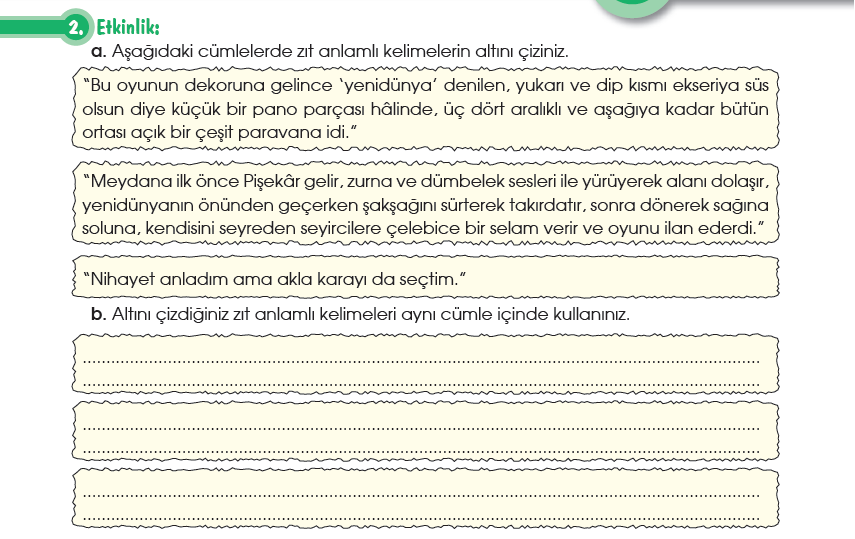 2. Etkinlik:
a. Aşağıdaki cümlelerde zıt anlamlı kelimelerin altını çiziniz.
“Bu oyunun dekoruna gelince ‘yenidünya’ denilen, yukarı ve dip kısmı ekseriya süs
olsun diye küçük bir pano parçası hâlinde, üç dört aralıklı ve aşağıya kadar bütün
ortası açık bir çeşit paravana idi.”
“Meydana ilk önce Pişekâr gelir, zurna ve dümbelek sesleri ile yürüyerek alanı dolaşır,
yenidünyanın önünden geçerken şakşağını sürterek takırdatır, sonra dönerek sağına
soluna, kendisini seyreden seyircilere çelebice bir selam verir ve oyunu ilan ederdi.”
“Nihayet anladım ama akla karayı da seçtim.”
b. Altını çizdiğiniz zıt anlamlı kelimeleri aynı cümle içinde kullanınız.